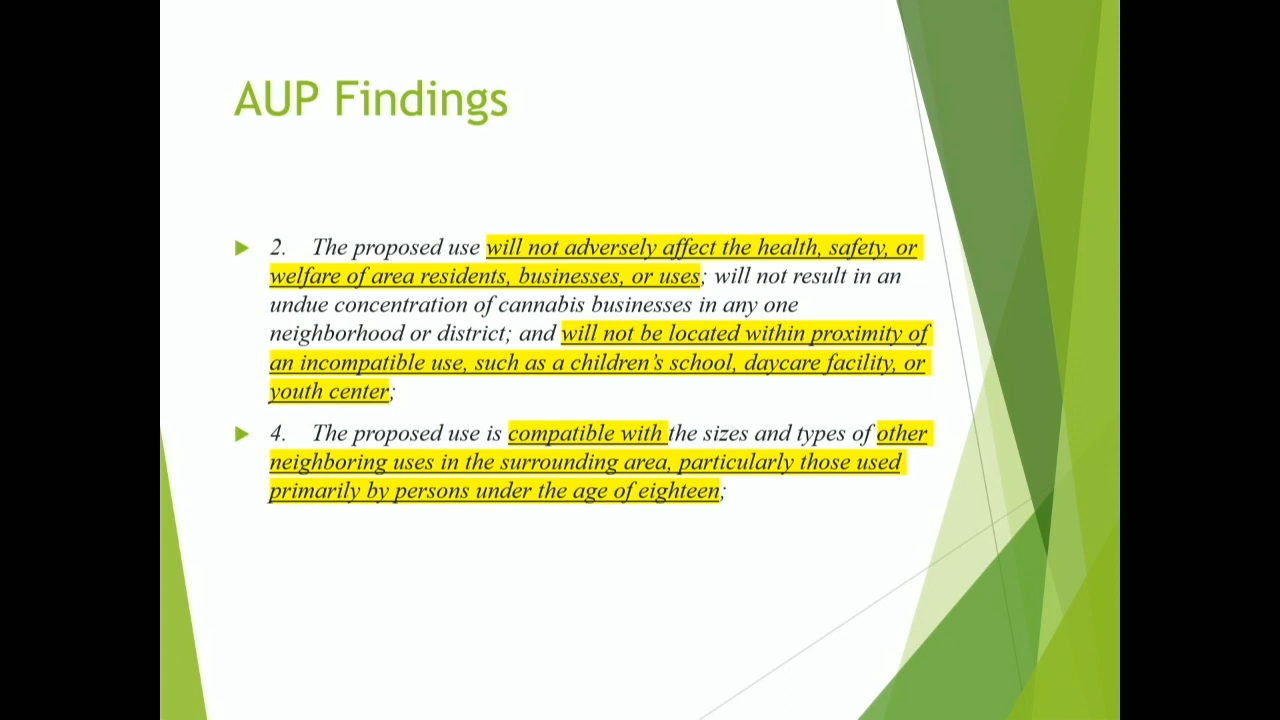 AUP Findings
2. The proposed use will not adversely affect the health, safety, or
welfare of area residents, businesses, or uses; will not result in an
undue concentration of cannabis businesses in any one
neighborhood or district; and will not be located within proximity of
an incompatible use, such as a children’s school, daycare facility, or
youth center;
4. The proposed use is compatible with the sizes and types of other
neighboring uses in the surrounding area, particularly those used
primarily by persons under the age of eighteen;